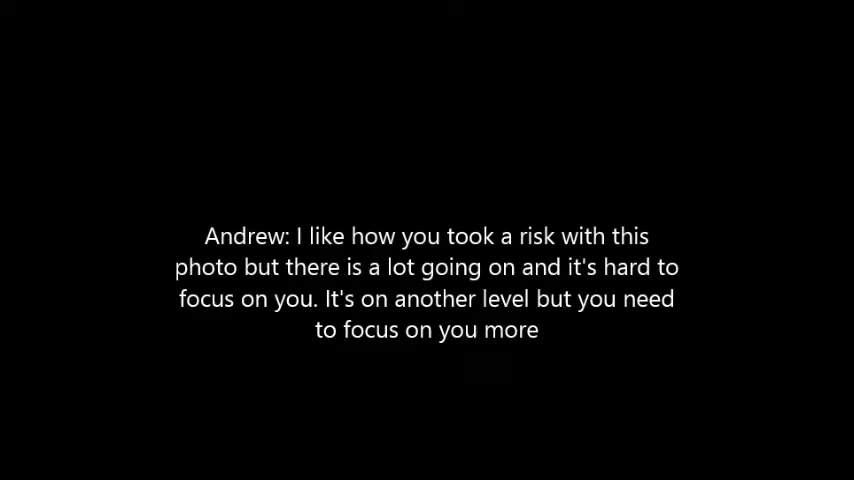 Andrew: I like how you took a risk with this
photo but there is a lot going on and it's hard to
focus on you. It's on another level but you need
to focus on you more